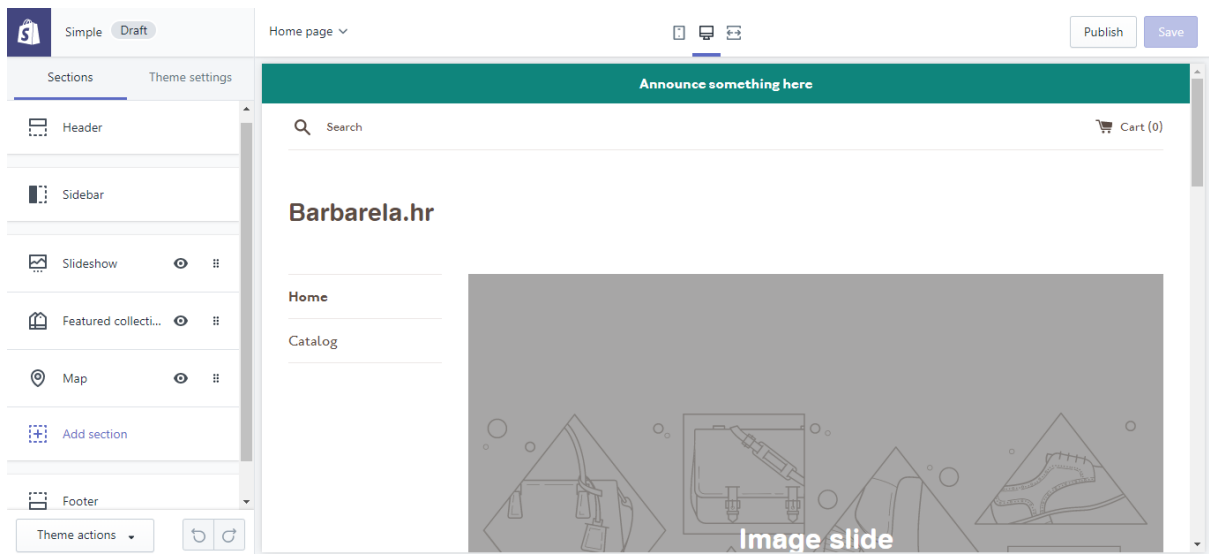 Simple Draft
Home page
Publish
Save
Sections
Theme settings
Header
Sidebar
Slideshow
Featured collecti...
Map
Add section
Footer
Theme actions
Announce something here
Search
Cart (0)
Barbarela.hr
Home
Catalog
Image slide